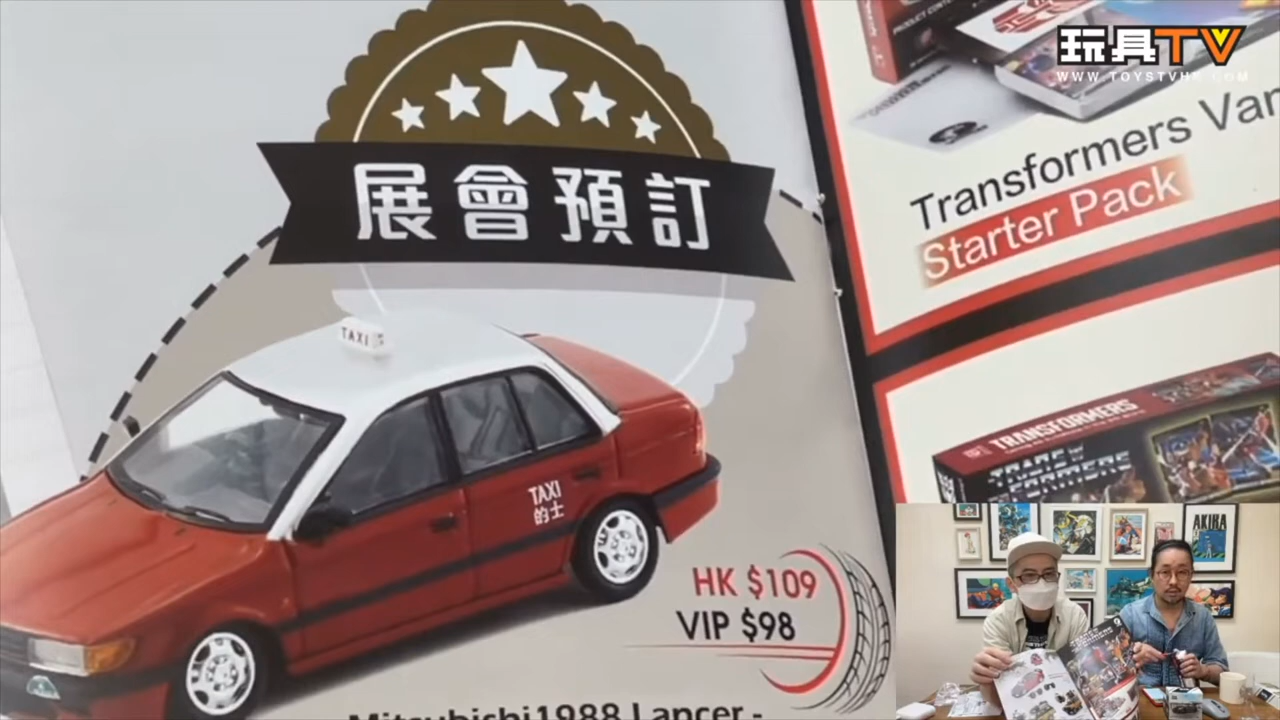 玩具TV
WWW.TOYSTVHK.COM
展會預訂
Transformers
Starter Pack
TAXI
TRANSFORMERS
TRANSFORMERS
TAXI
的士
AKIRA
HK $109
VIP $98
Mitsubishi 1988 Lancer -